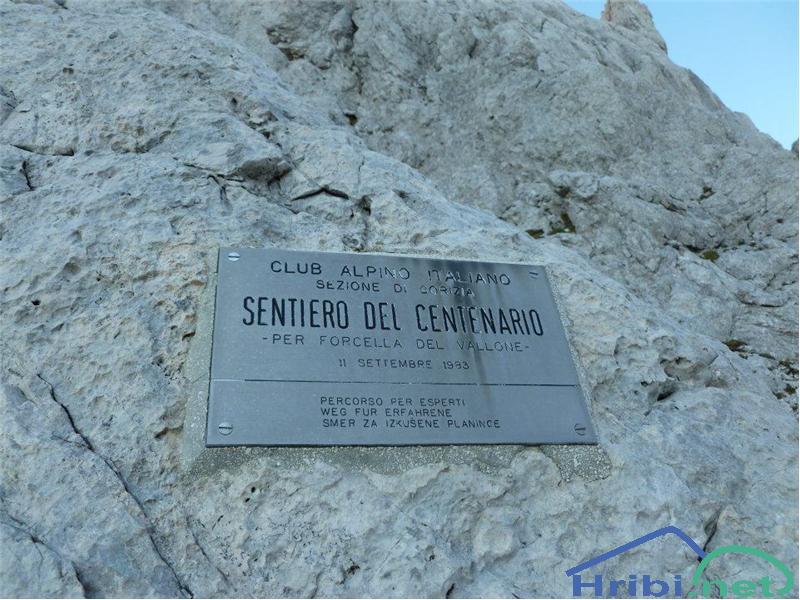 CLUB ALPINO ITALIANO
SEZIONE DI GORIZIA
SENTIERO DEL CENTENARIO
- PER FORCELLA DEL VALLONE -
11 SETTEMBRE 1983
PERCORSO PER ESPERTI
WEG FUR ERFAHRENE
SMER ZA IZKUŠENE PLANINCE
Hribi.net